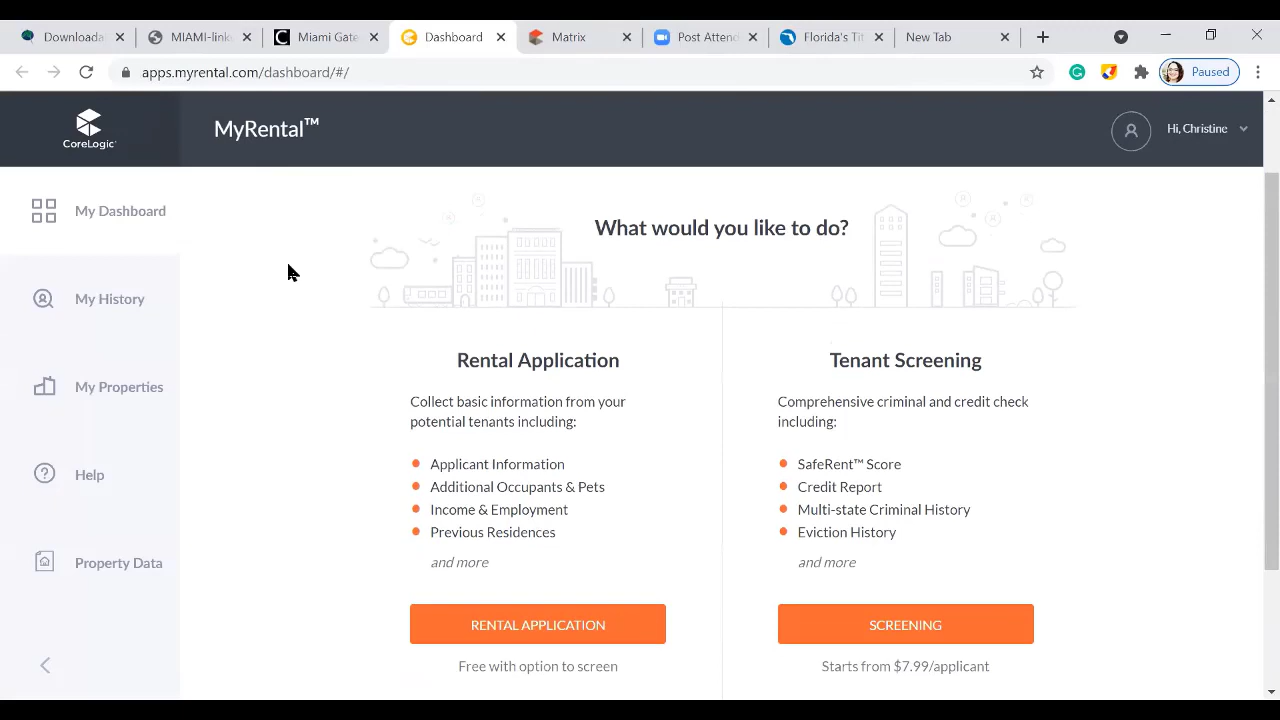 Downloada
MIAMI-link
Miami Gate
Dashboard
Matrix
Post Attend
Florida's Tit
New Tab
apps.myrental.com/dashboard/#/
Paused
CoreLogic
MyRental™
Hi, Christine
My Dashboard
My History
My Properties
Help
Property Data
What would you like to do?
Rental Application
Collect basic information from your
potential tenants including:
Applicant Information
Additional Occupants & Pets
Income & Employment
Previous Residences
and more
RENTAL APPLICATION
Free with option to screen
Tenant Screening
Comprehensive criminal and credit check
including:
SafeRent™ Score
Credit Report
Multi-state Criminal History
Eviction History
and more
SCREENING
Starts from $7.99/applicant